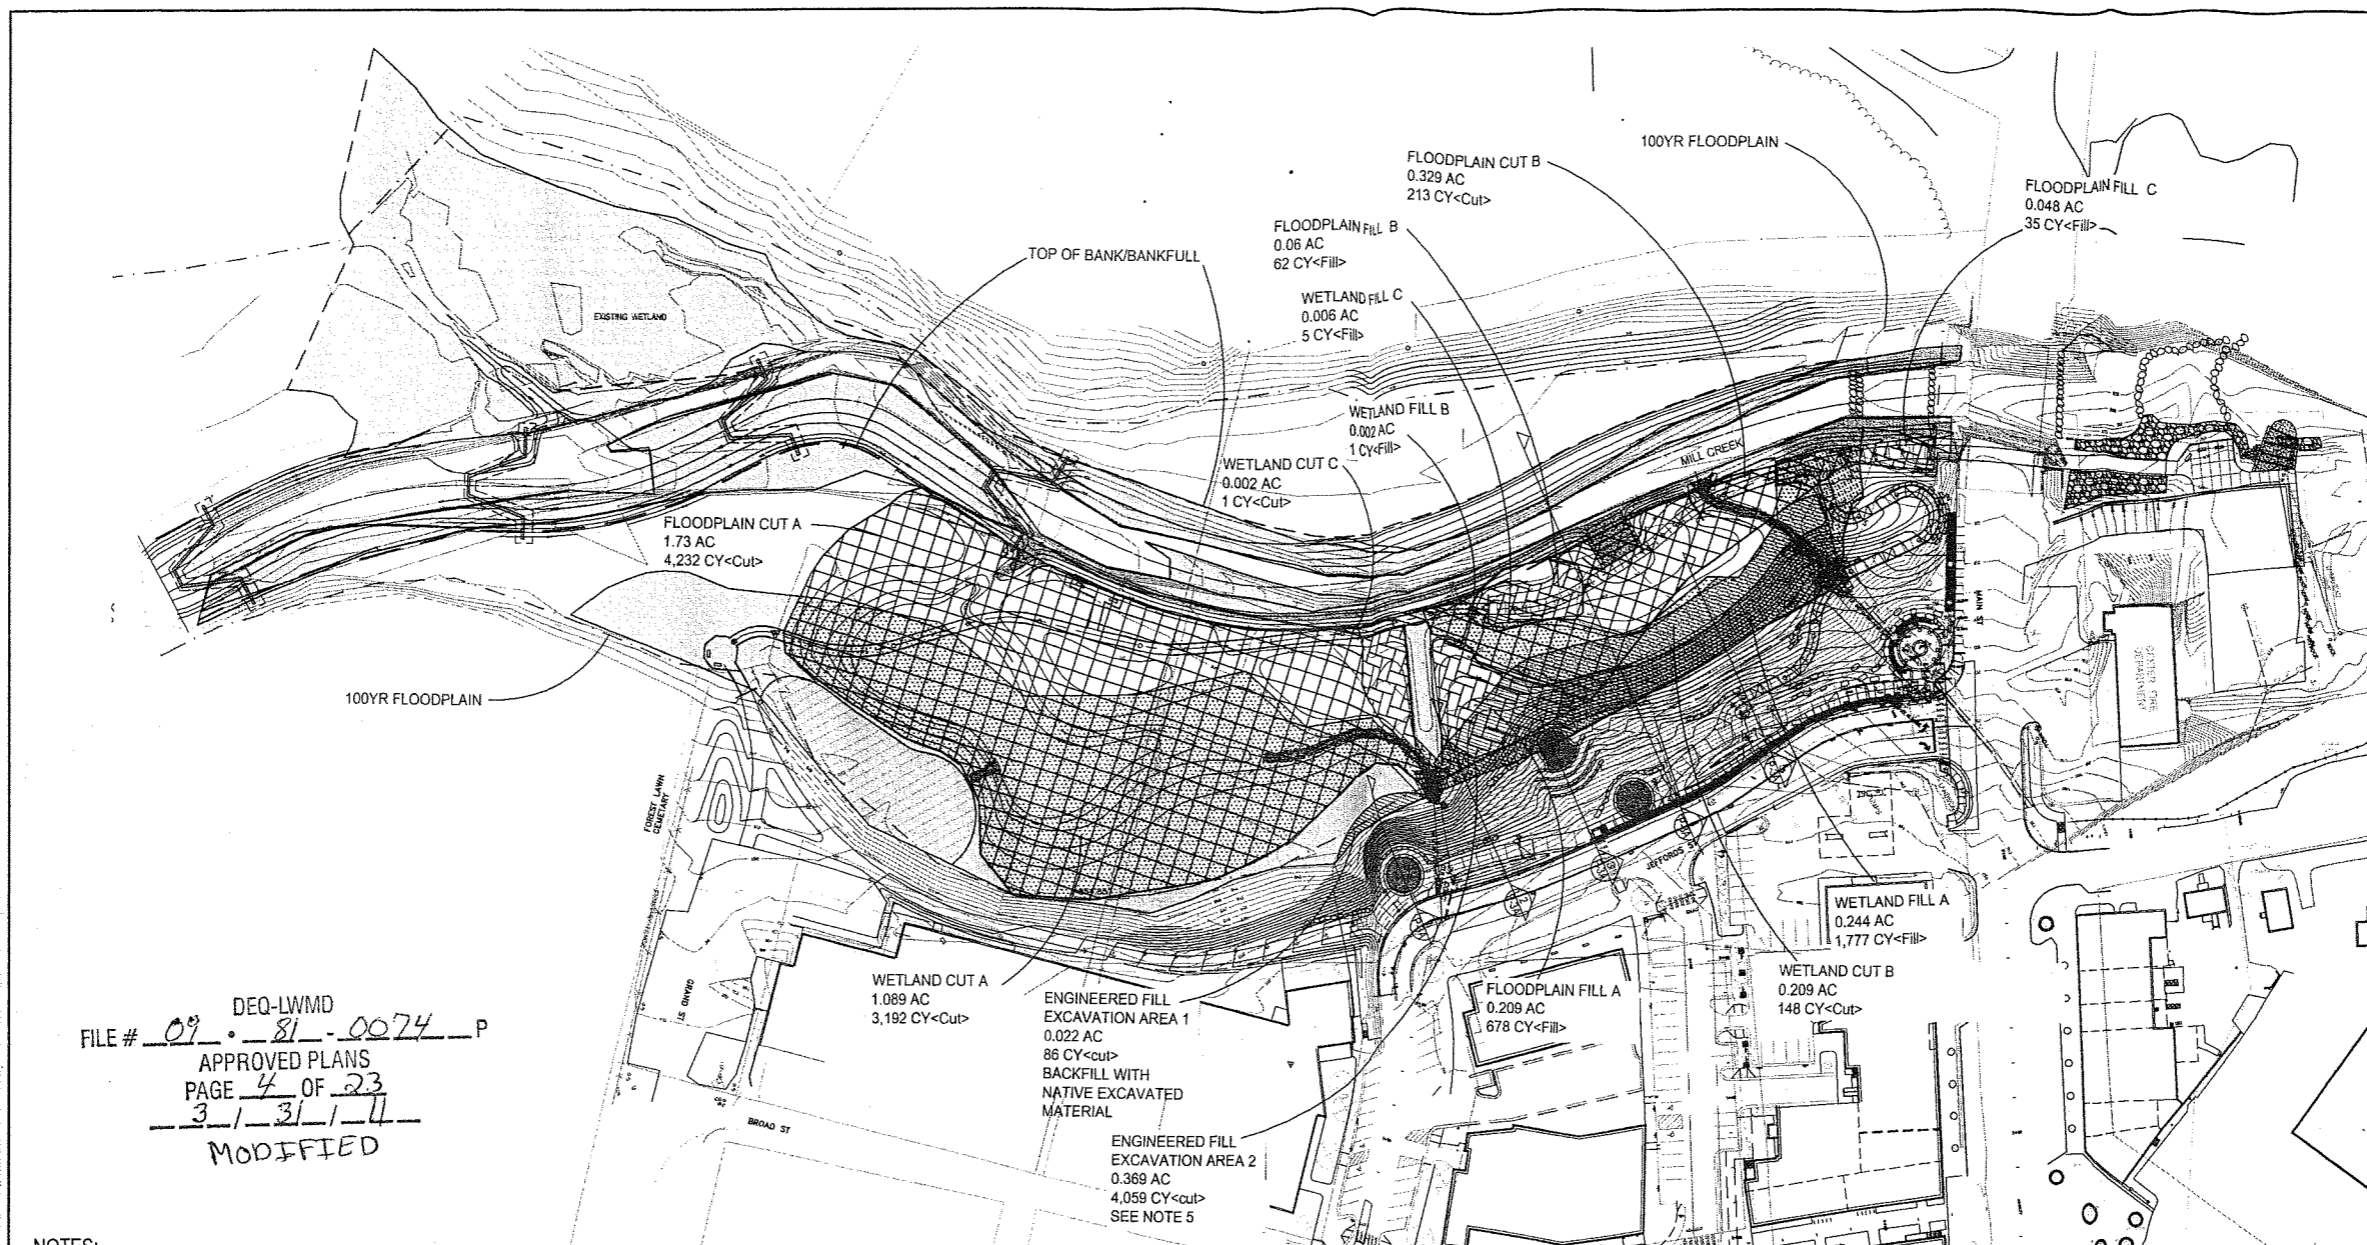 100YR FLOODPLAIN
FLOODPLAIN CUT B
0.329 AC
213 CY<Cut>
FLOODPLAIN FILL C
0.048 AC
35 CY<Fill>
FLOODPLAIN FILL B
0.06 AC
62 CY<Fill>
TOP OF BANK/BANKFULL
WETLAND FILL C
0.006 AC
5 CY<Fill>
EXISTING WETLAND
WETLAND FILL B
0.002 AC
1 CY<Fill>
MILL CREEK
WETLAND CUT C
0.002 AC
1 CY<Cut>
FLOODPLAIN CUT A
1.73 AC
4,232 CY<Cut>
MAIN ST
DEXTER FIRE
DEPARTMENT
100YR FLOODPLAIN
FOREST LAWN
CEMETARY
JEFFORDS ST
WETLAND FILL A
0.244 AC
1,777 CY<Fill>
WETLAND CUT A
1.089 AC
3,192 CY<Cut>
ENGINEERED FILL
EXCAVATION AREA 1
0.022 AC
86 CY<cut>
BACKFILL WITH
NATIVE EXCAVATED
MATERIAL
FLOODPLAIN FILL A
0.209 AC
678 CY<Fill>
WETLAND CUT B
0.209 AC
148 CY<Cut>
GRAND ST
BROAD ST
ENGINEERED FILL
EXCAVATION AREA 2
0.369 AC
4,059 CY<cut>
SEE NOTE 5
DEQ-LWMD
FILE # 09 - 81 - 0074 P
APPROVED PLANS
PAGE 4 OF 23
3 / 31 / 11
MODIFIED
NOTES: